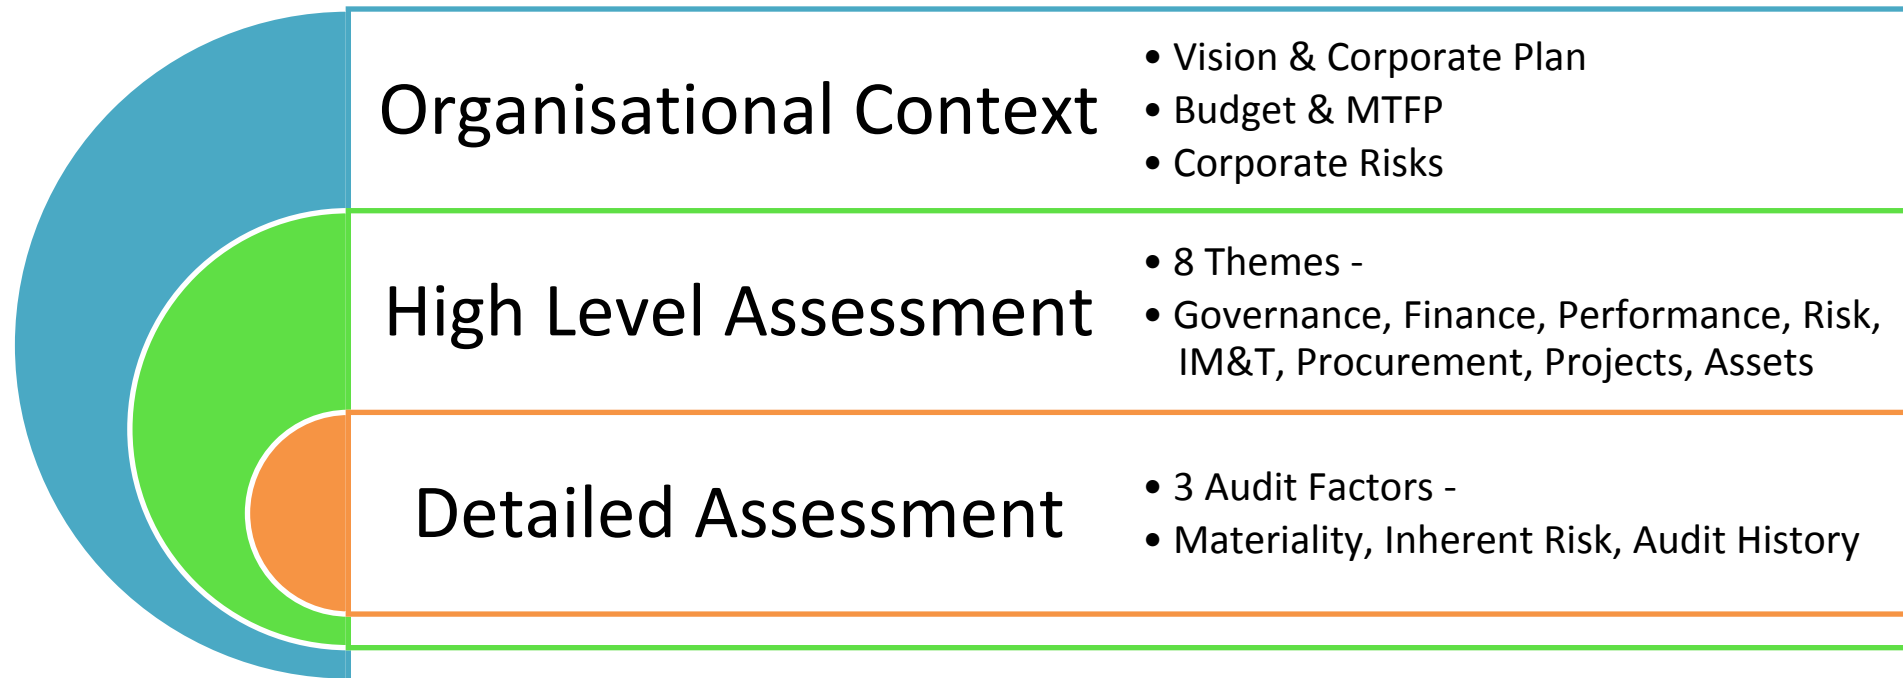 Organisational Context
• Vision & Corporate Plan
• Budget & MTFP
• Corporate Risks
High Level Assessment
• 8 Themes -
• Governance, Finance, Performance, Risk,
IM&T, Procurement, Projects, Assets
Detailed Assessment
• 3 Audit Factors -
• Materiality, Inherent Risk, Audit History